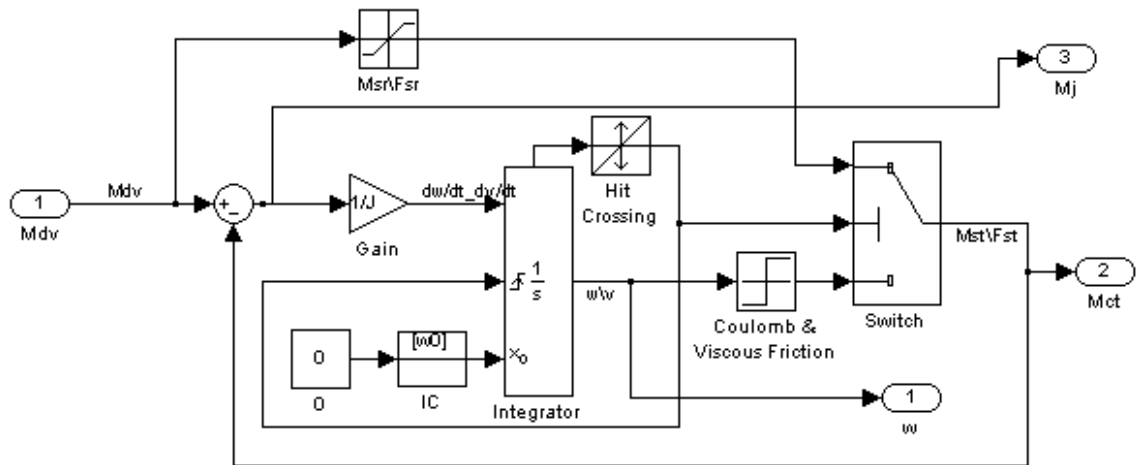 Msr\Fsr
3
Mj
Hit
Crossing
1
Mdv
Mdv
+
-
1/J
Gain
dw/dt_dv/dt
1
s
xo
Integrator
w\v
0
0
[w0]
IC
Coulomb &
Viscous Friction
Switch
Mst\Fst
2
Mct
1
w